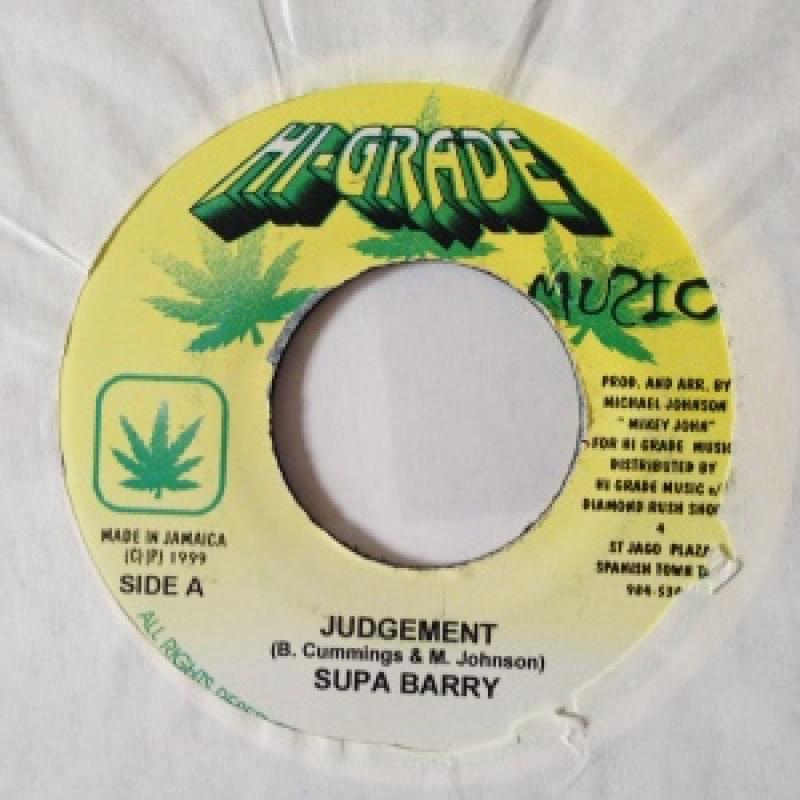 HI-GRADE
MUSIC
PROD. AND ARR. BY
MICHAEL JOHNSON
"MIKEY JOHN"
FOR HI GRADE MUSIC
DISTRIBUTED BY
HI GRADE MUSIC
DIAMOND RUSH
4
ST JAGO PLAZA
SPANISH TOWN
MADE IN JAMAICA
(C) (P) 1999
SIDE A
ALL RIGHTS
JUDGEMENT
(B. Cummings & M. Johnson)
SUPA BARRY